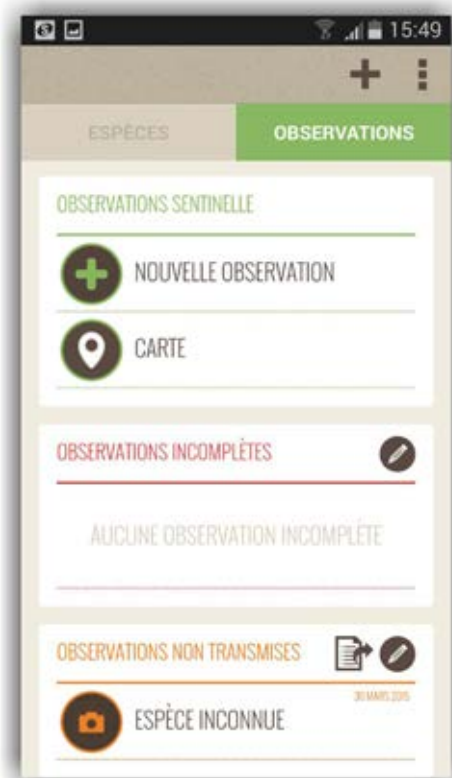 15:49
ESPÈCES
OBSERVATIONS
OBSERVATIONS SENTINELLE
NOUVELLE OBSERVATION
CARTE
OBSERVATIONS INCOMPLÈTES
AUCUNE OBSERVATION INCOMPLÈTE
OBSERVATIONS NON TRANSMISES
30 MARS 2015
ESPÈCE INCONNUE